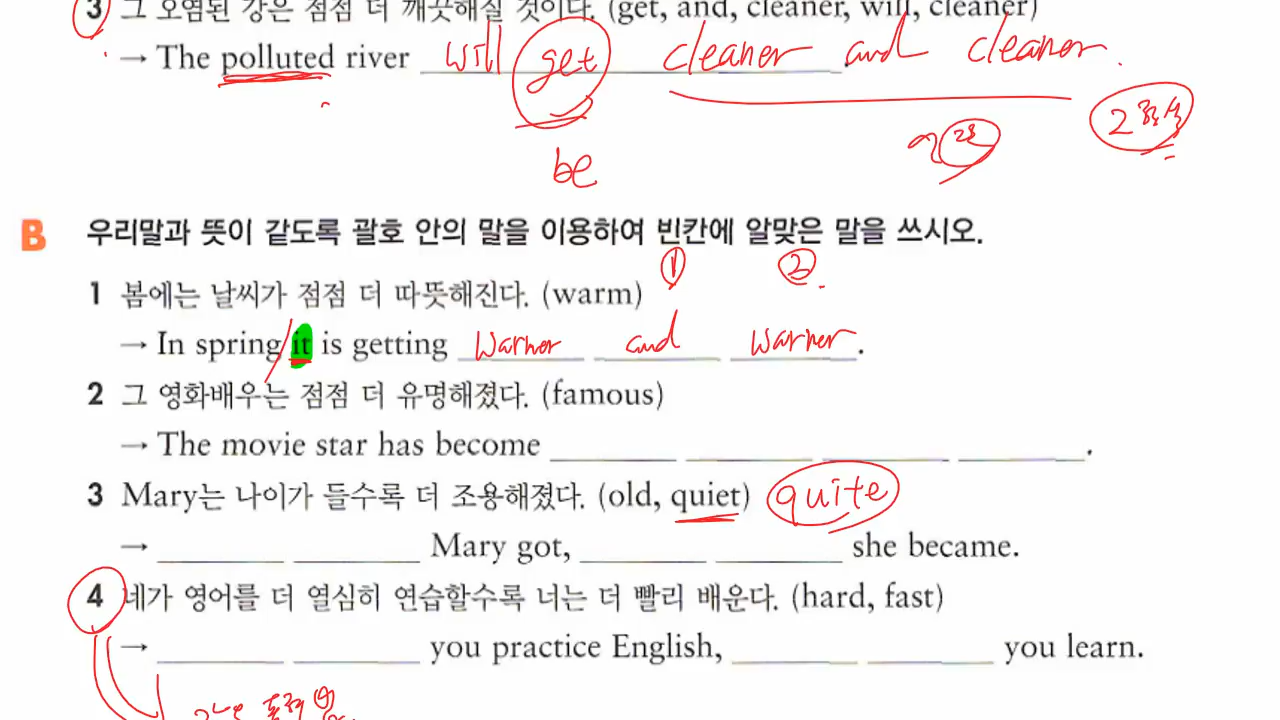 3 그 오염된 강은 점점 더 깨끗해질 것이다. (get, and, cleaner, will, cleaner)
→ The polluted river will get cleaner and cleaner.
be
B 우리말과 뜻이 같도록 괄호 안의 말을 이용하여 빈칸에 알맞은 말을 쓰시오.
① ②
1 봄에는 날씨가 점점 더 따뜻해진다. (warm)
→ In spring it is getting warmer and warmer.
2 그 영화배우는 점점 더 유명해졌다. (famous)
→ The movie star has become
3 Mary는 나이가 들수록 더 조용해졌다. (old, quiet) quite
→ Mary got, she became.
4 네가 영어를 더 열심히 연습할수록 너는 더 빨리 배운다. (hard, fast)
→ you practice English, you learn.